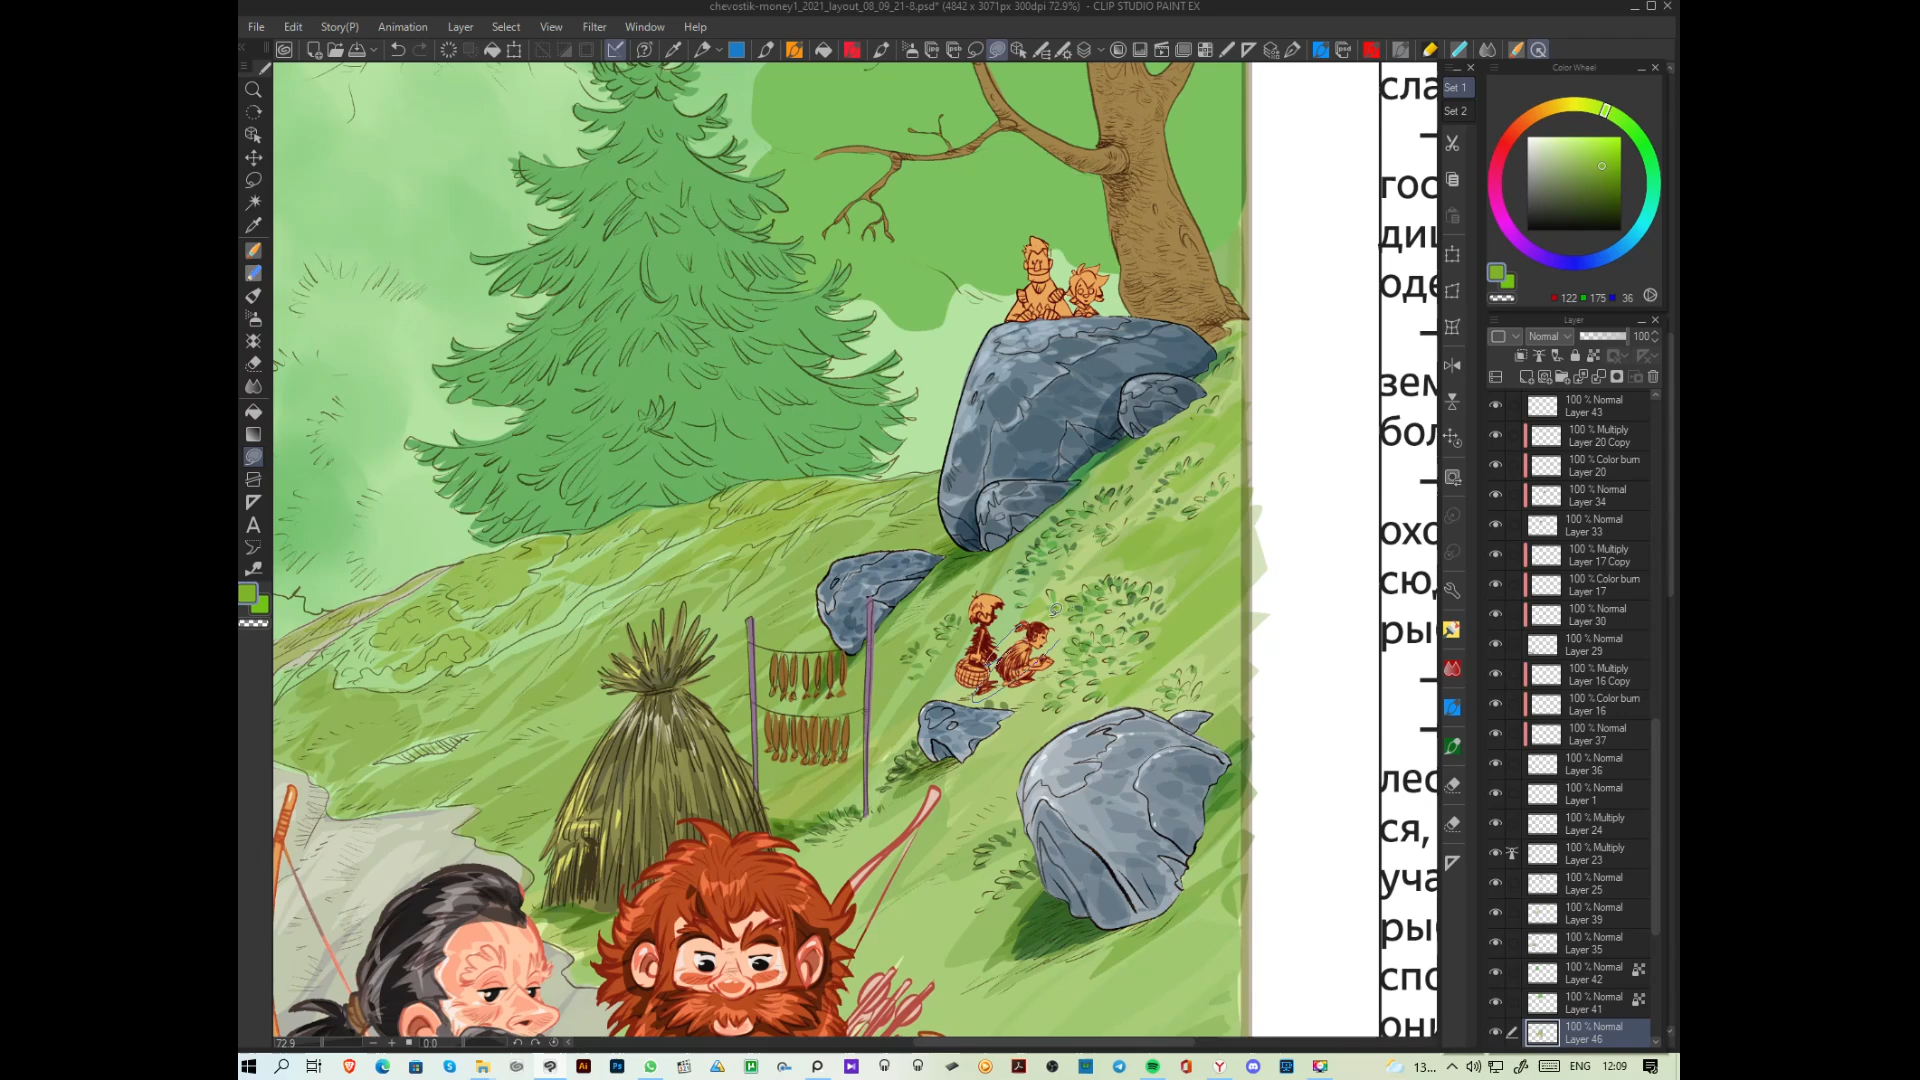 chevostik-money1_2021_layout_08_09_21-8.psd* (4842 x 3071px 300dpi 72.9%) - CLIP STUDIO PAINT EX
File Edit Story(P) Animation Layer Select View Filter Window Help
Color Wheel
Set 1
Set 2
122 175 36
Layer
Normal 100
100 % Normal
Layer 43
100 % Multiply
Layer 20 Copy
100 % Color burn
Layer 20
100 % Normal
Layer 34
100 % Normal
Layer 33
100 % Multiply
Layer 17 Copy
100 % Color burn
Layer 17
100 % Normal
Layer 30
100 % Normal
Layer 29
100 % Multiply
Layer 16 Copy
100 % Color burn
Layer 16
100 % Normal
Layer 37
100 % Normal
Layer 36
100 % Normal
Layer 1
100 % Multiply
Layer 24
100 % Multiply
Layer 23
100 % Normal
Layer 25
100 % Normal
Layer 39
100 % Normal
Layer 35
100 % Normal
Layer 42
100 % Normal
Layer 41
100 % Normal
Layer 46
сла
—
гос
диц
оде
—
зем
бол
—
охо
сюд
рыб
—
—
лес
ся,
уча
рыб
спо
они
72.9 0.0
13... ENG 12:09